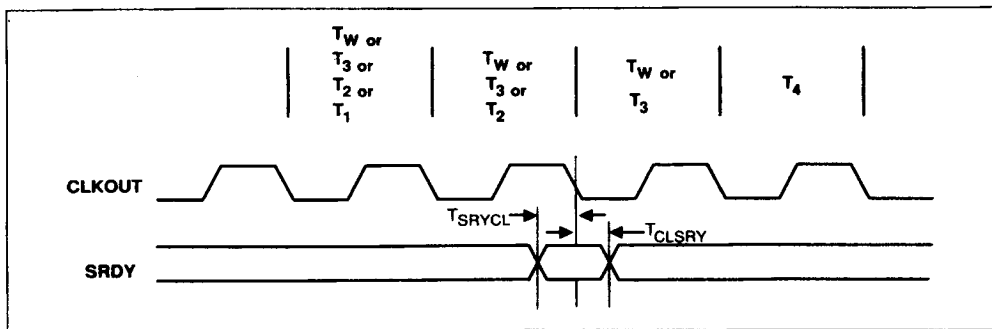 TW or
T3 or
T2 or
T1
TW or
T3 or
T2
TW or
T3
T4
CLKOUT
TSRYCL
TCLSRY
SRDY